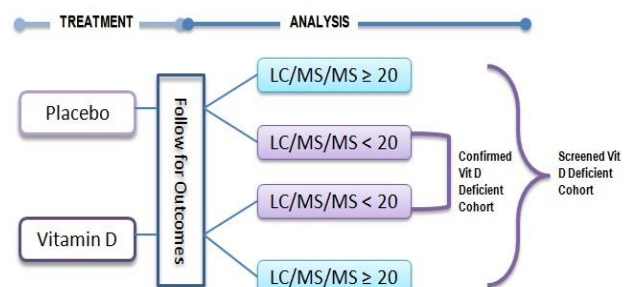 TREATMENT
ANALYSIS
Placebo
Vitamin D
Follow for Outcomes
LC/MS/MS ≥ 20
LC/MS/MS < 20
LC/MS/MS < 20
LC/MS/MS ≥ 20
Confirmed
Vit D
Deficient
Cohort
Screened Vit
D Deficient
Cohort